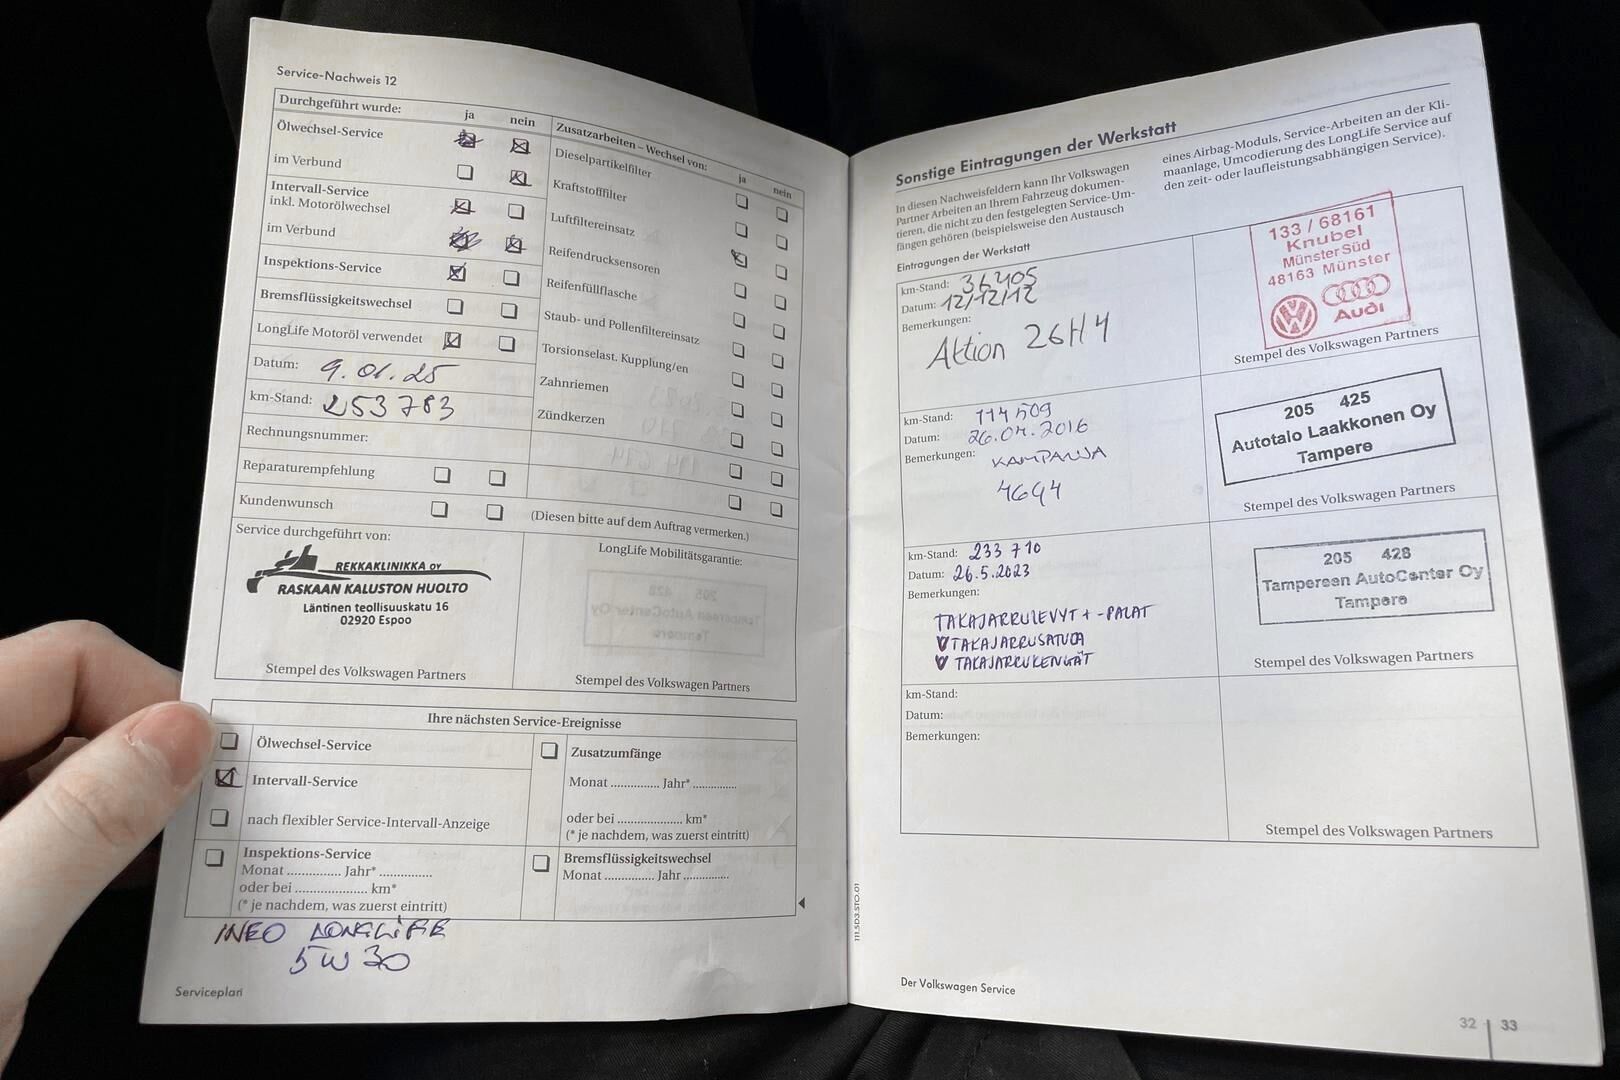 Service-Nachweis 12
Durchgeführt wurde: ja nein
Ölwechsel-Service
im Verbund
Intervall-Service
inkl. Motorölwechsel
im Verbund
Inspektions-Service
Bremsflüssigkeitswechsel
LongLife Motoröl verwendet
Datum: 9.01.25
km-Stand: 253 783
Rechnungsnummer:
Reparaturempfehlung
Kundenwunsch
Zusatzarbeiten – Wechsel von: ja nein
Dieselpartikelfilter
Kraftstofffilter
Luftfiltereinsatz
Reifendrucksensoren
Reifenfüllflasche
Staub- und Pollenfiltereinsatz
Torsionselast. Kupplung/en
Zahnriemen
Zündkerzen
(Diesen bitte auf dem Auftrag vermerken.)
Service durchgeführt von:
REKKAKLINIKKA OY
RASKAAN KALUSTON HUOLTO
Läntinen teollisuuskatu 16
02920 Espoo
Stempel des Volkswagen Partners
LongLife Mobilitätsgarantie:
Stempel des Volkswagen Partners
Ihre nächsten Service-Ereignisse
Ölwechsel-Service
Intervall-Service
nach flexibler Service-Intervall-Anzeige
Inspektions-Service
Monat ............... Jahr* ...............
oder bei .................... km*
(* je nachdem, was zuerst eintritt)
Zusatzumfänge
Monat ............... Jahr* ...............
oder bei .................... km*
(* je nachdem, was zuerst eintritt)
Bremsflüssigkeitswechsel
Monat ............... Jahr ...............
INEO LONGLIFE
5W30
Serviceplan
Sonstige Eintragungen der Werkstatt
In diesen Nachweisfeldern kann Ihr Volkswagen
Partner Arbeiten an Ihrem Fahrzeug dokumen-
tieren, die nicht zu den festgelegten Service-Um-
fängen gehören (beispielsweise den Austausch
eines Airbag-Moduls, Service-Arbeiten an der Kli-
maanlage, Umcodierung des LongLife Service auf
den zeit- oder laufleistungsabhängigen Service).
Eintragungen der Werkstatt
km-Stand: 36405
Datum: 12/12/12
Bemerkungen:
Aktion 26H4
133 / 68161
Knubel
Münster Süd
48163 Münster
Audi
Stempel des Volkswagen Partners
km-Stand: 114509
Datum: 26.04.2016
Bemerkungen: KAMPANJA
46G4
205 425
Autotalo Laakkonen Oy
Tampere
Stempel des Volkswagen Partners
km-Stand: 233 710
Datum: 26.5.2023
Bemerkungen:
TAKAJARRULEVYT + -PALAT
TAKAJARRUSATULA
TAKAJARRUKENGÄT
205 428
Tampereen AutoCenter Oy
Tampere
Stempel des Volkswagen Partners
km-Stand:
Datum:
Bemerkungen:
Stempel des Volkswagen Partners
111.5D3.STO.01
Der Volkswagen Service
32 33